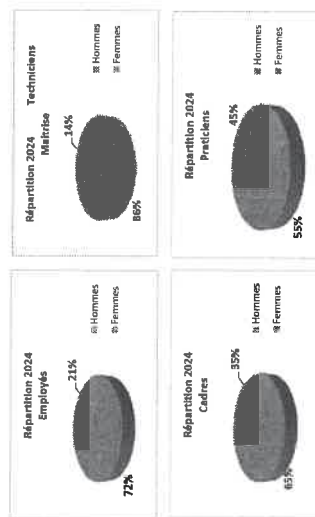 Répartition 2024
Employés
21%
72%
Hommes
Femmes
Répartition 2024 Techniciens
Maitrise
14%
86%
Hommes
Femmes
Répartition 2024
Cadres
35%
65%
Hommes
Femmes
Répartition 2024
Praticiens
45%
55%
Hommes
Femmes